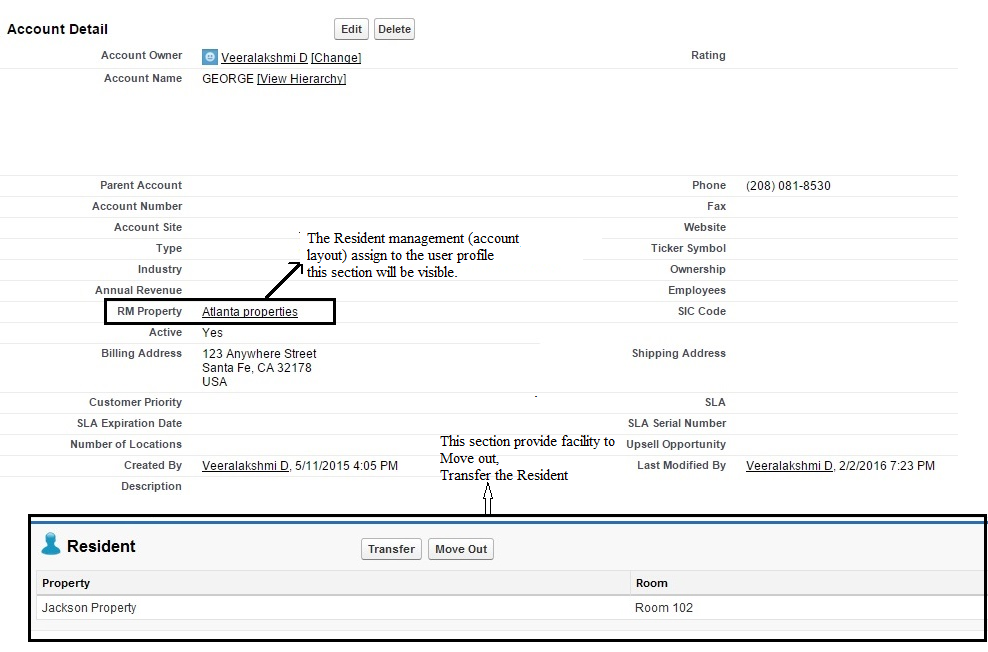 Account Detail Edit Delete
Account Owner Veeralakshmi D [Change] Rating
Account Name GEORGE [View Hierarchy]
Parent Account Phone (208) 081-8530
Account Number Fax
Account Site Website
Type Ticker Symbol
The Resident management (account
layout) assign to the user profile
this section will be visible.
Industry Ownership
Annual Revenue Employees
RM Property Atlanta properties SIC Code
Active Yes
Billing Address 123 Anywhere Street Shipping Address
Santa Fe, CA 32178
USA
Customer Priority SLA
SLA Expiration Date SLA Serial Number
Number of Locations Upsell Opportunity
This section provide facility to
Move out,
Transfer the Resident
Created By Veeralakshmi D, 5/11/2015 4:05 PM Last Modified By Veeralakshmi D, 2/2/2016 7:23 PM
Description
Resident Transfer Move Out
Property Room
Jackson Property Room 102